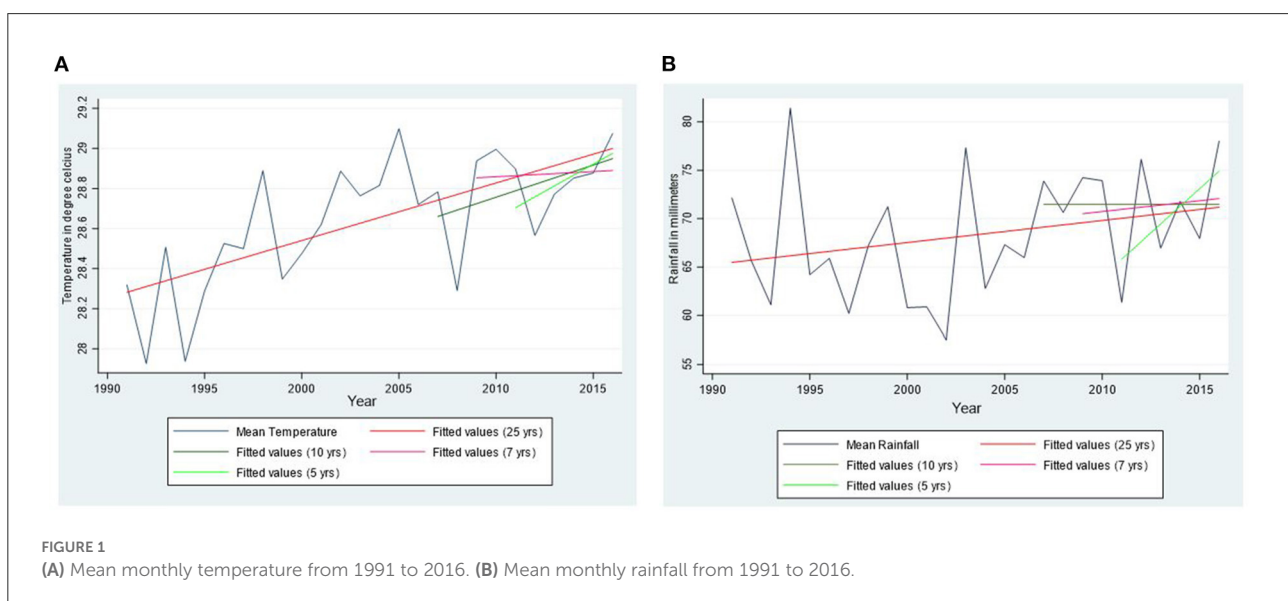 A
Temperature in degree celcius
29.2
29
28.8
28.6
28.4
28.2
28
1990
1995
2000
2005
2010
2015
Year
Mean Temperature
Fitted values (25 yrs)
Fitted values (10 yrs)
Fitted values (7 yrs)
Fitted values (5 yrs)
B
Rainfall in millimeters
80
75
70
65
60
55
1990
1995
2000
2005
2010
2015
Year
Mean Rainfall
Fitted values (25 yrs)
Fitted values (10 yrs)
Fitted values (7 yrs)
Fitted values (5 yrs)
FIGURE 1
(A) Mean monthly temperature from 1991 to 2016. (B) Mean monthly rainfall from 1991 to 2016.